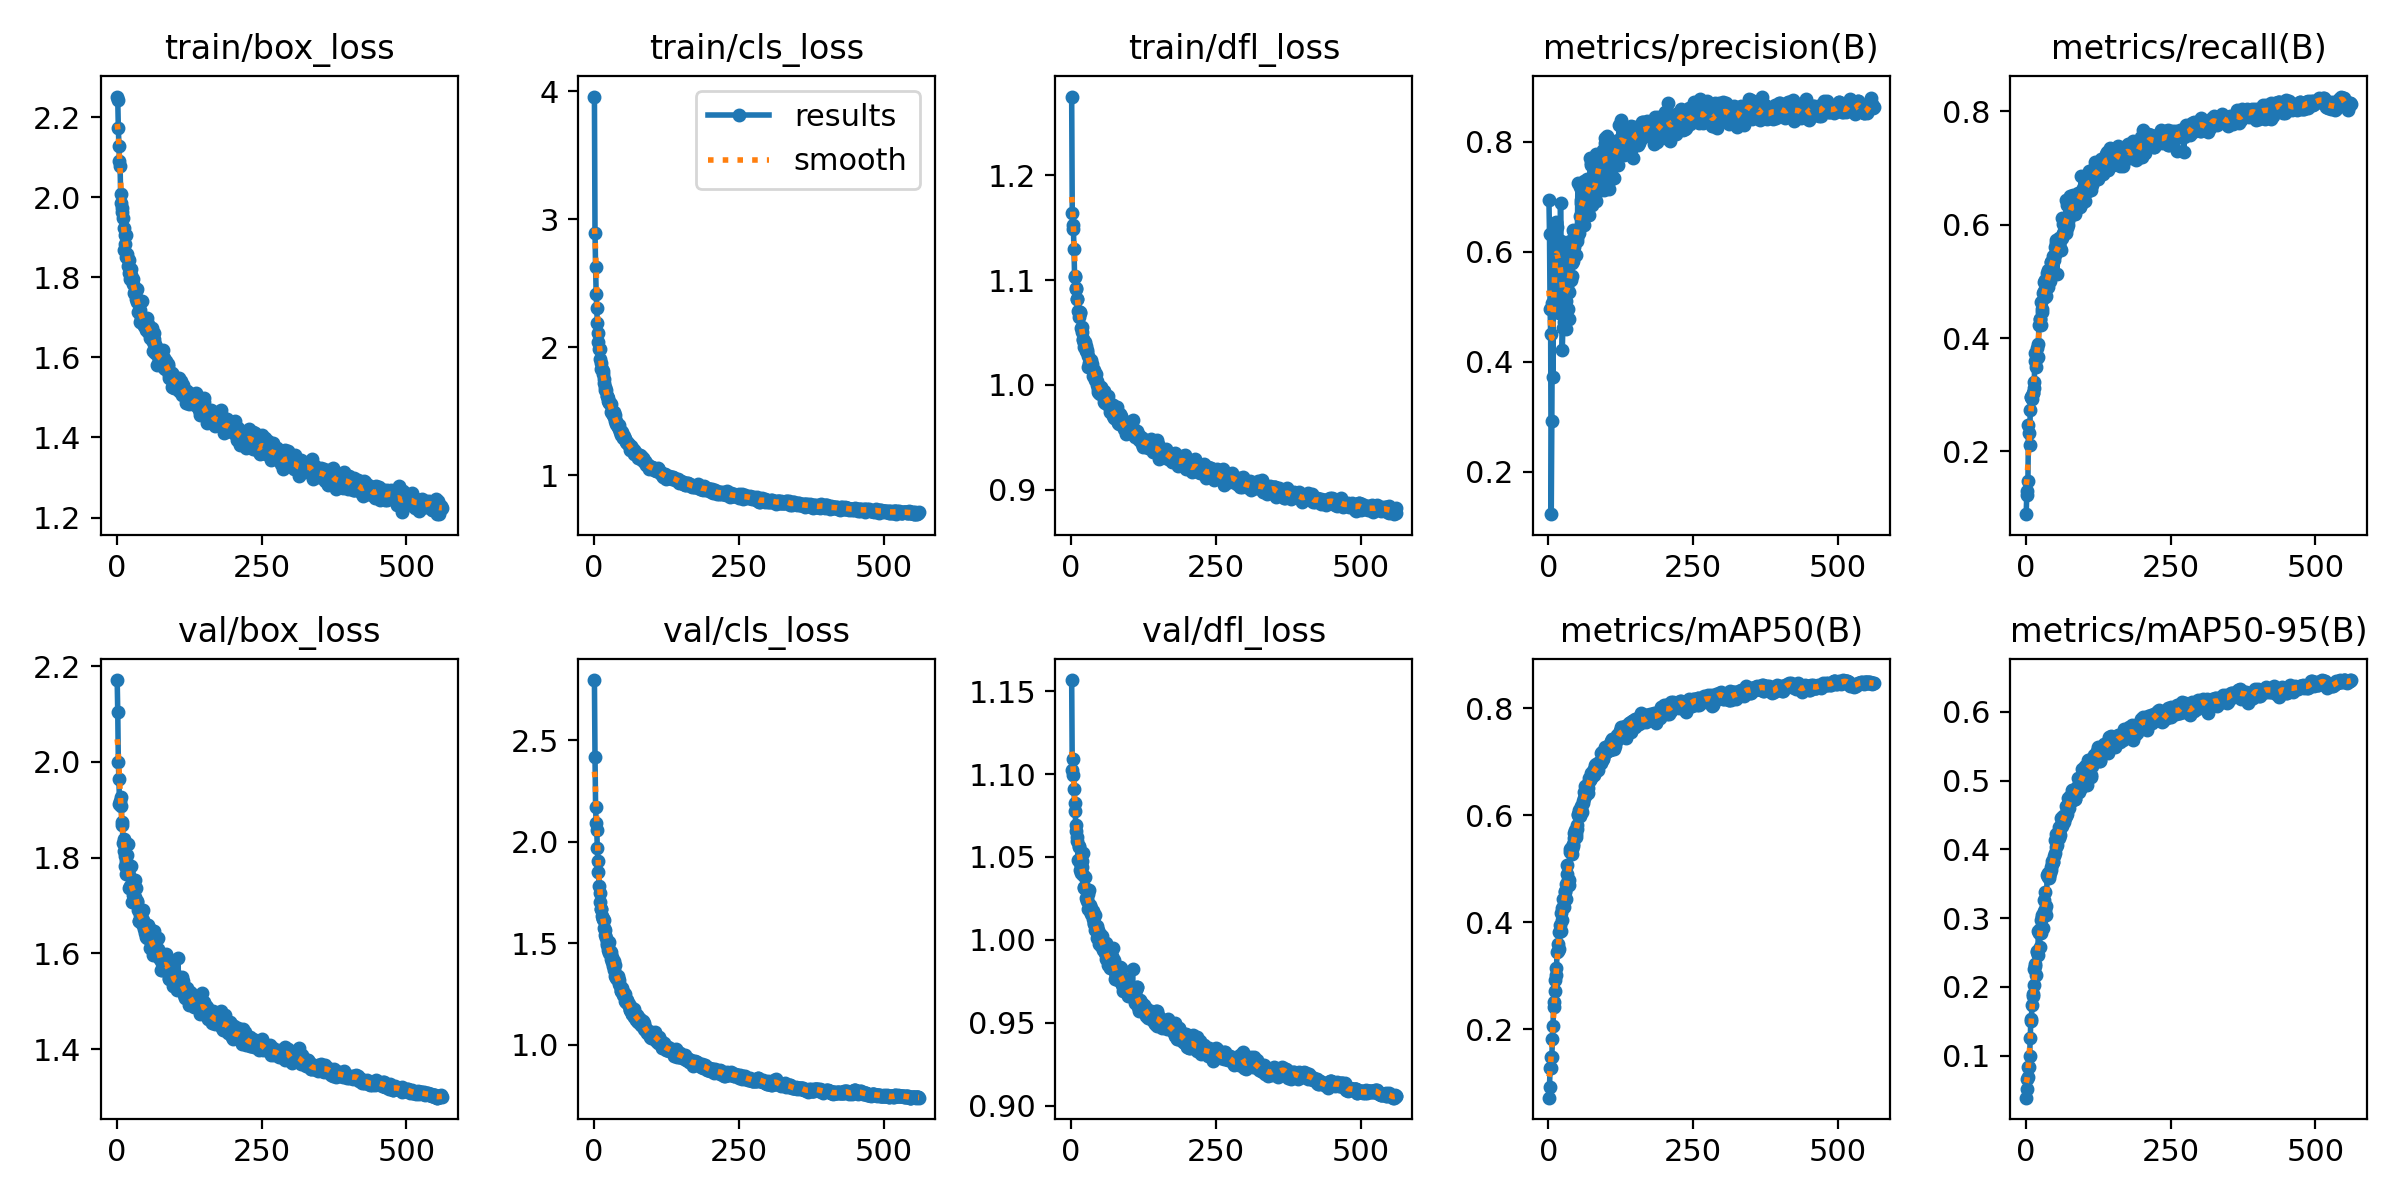 train/box_loss
2.2
2.0
1.8
1.6
1.4
1.2
0 250 500
train/cls_loss
results
smooth
4
3
2
1
0 250 500
train/dfl_loss
1.2
1.1
1.0
0.9
0 250 500
metrics/precision(B)
0.8
0.6
0.4
0.2
0 250 500
metrics/recall(B)
0.8
0.6
0.4
0.2
0 250 500
val/box_loss
2.2
2.0
1.8
1.6
1.4
0 250 500
val/cls_loss
2.5
2.0
1.5
1.0
0 250 500
val/dfl_loss
1.15
1.10
1.05
1.00
0.95
0.90
0 250 500
metrics/mAP50(B)
0.8
0.6
0.4
0.2
0 250 500
metrics/mAP50-95(B)
0.6
0.5
0.4
0.3
0.2
0.1
0 250 500